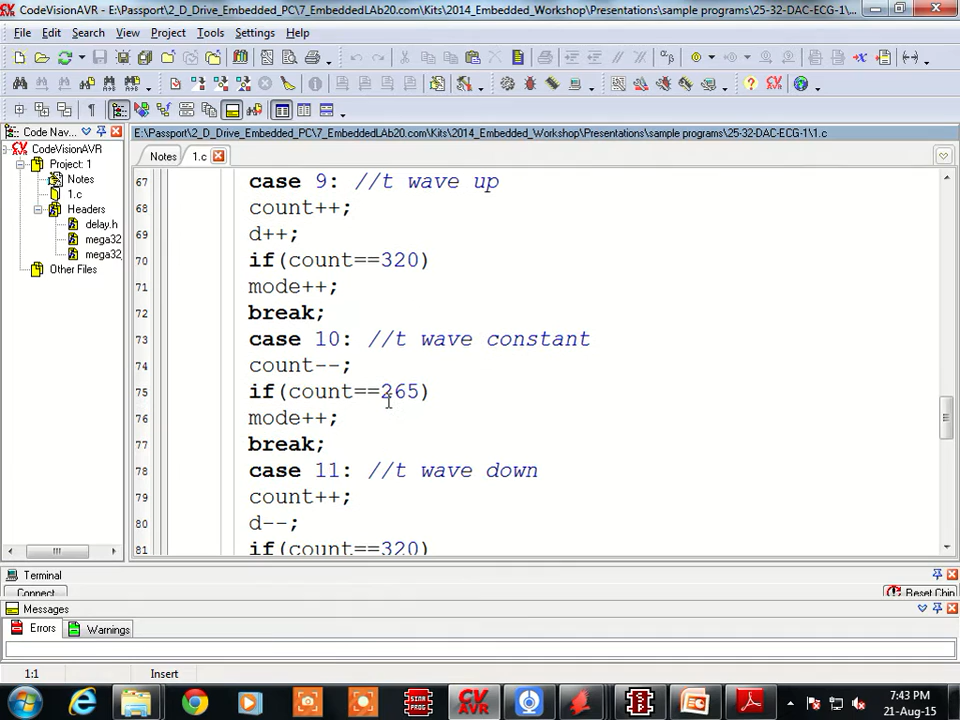 CodeVisionAVR - E:\Passport\2_D_Drive_Embedded_PC\7_EmbeddedLAb20.com\Kits\2014_Embedded_Workshop\Presentations\sample programs\25-32-DAC-ECG-1\1...
File Edit Search View Project Tools Settings Help
Code Nav...
E:\Passport\2_D_Drive_Embedded_PC\7_EmbeddedLAb20.com\Kits\2014_Embedded_Workshop\Presentations\sample programs\25-32-DAC-ECG-1\1.c
CodeVisionAVR
Project: 1
Notes
1.c
Headers
delay.h
mega32
mega32_
Other Files
Notes 1.c
67 case 9: //t wave up
68 count++;
69 d++;
70 if(count==320)
71 mode++;
72 break;
73 case 10: //t wave constant
74 count--;
75 if(count==265)
76 mode++;
77 break;
78 case 11: //t wave down
79 count++;
80 d--;
81 if(count==320)
Terminal
Connect Reset Chip
Messages
Errors Warnings
1:1 Insert
7:43 PM
21-Aug-15